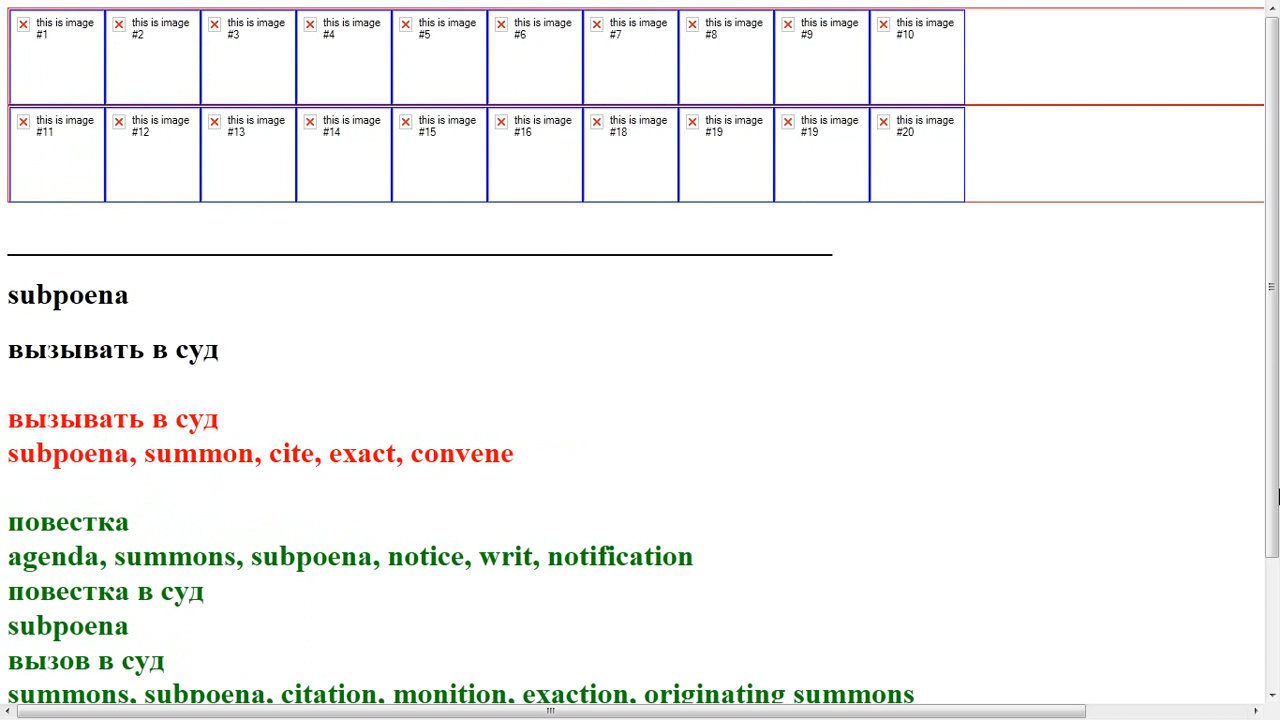 this is image #1 this is image #2 this is image #3 this is image #4 this is image #5 this is image #6 this is image #7 this is image #8 this is image #9 this is image #10
this is image #11 this is image #12 this is image #13 this is image #14 this is image #15 this is image #16 this is image #18 this is image #19 this is image #19 this is image #20
subpoena
вызывать в суд
вызывать в суд
subpoena, summon, cite, exact, convene
повестка
agenda, summons, subpoena, notice, writ, notification
повестка в суд
subpoena
вызов в суд
summons, subpoena, citation, monition, exaction, originating summons